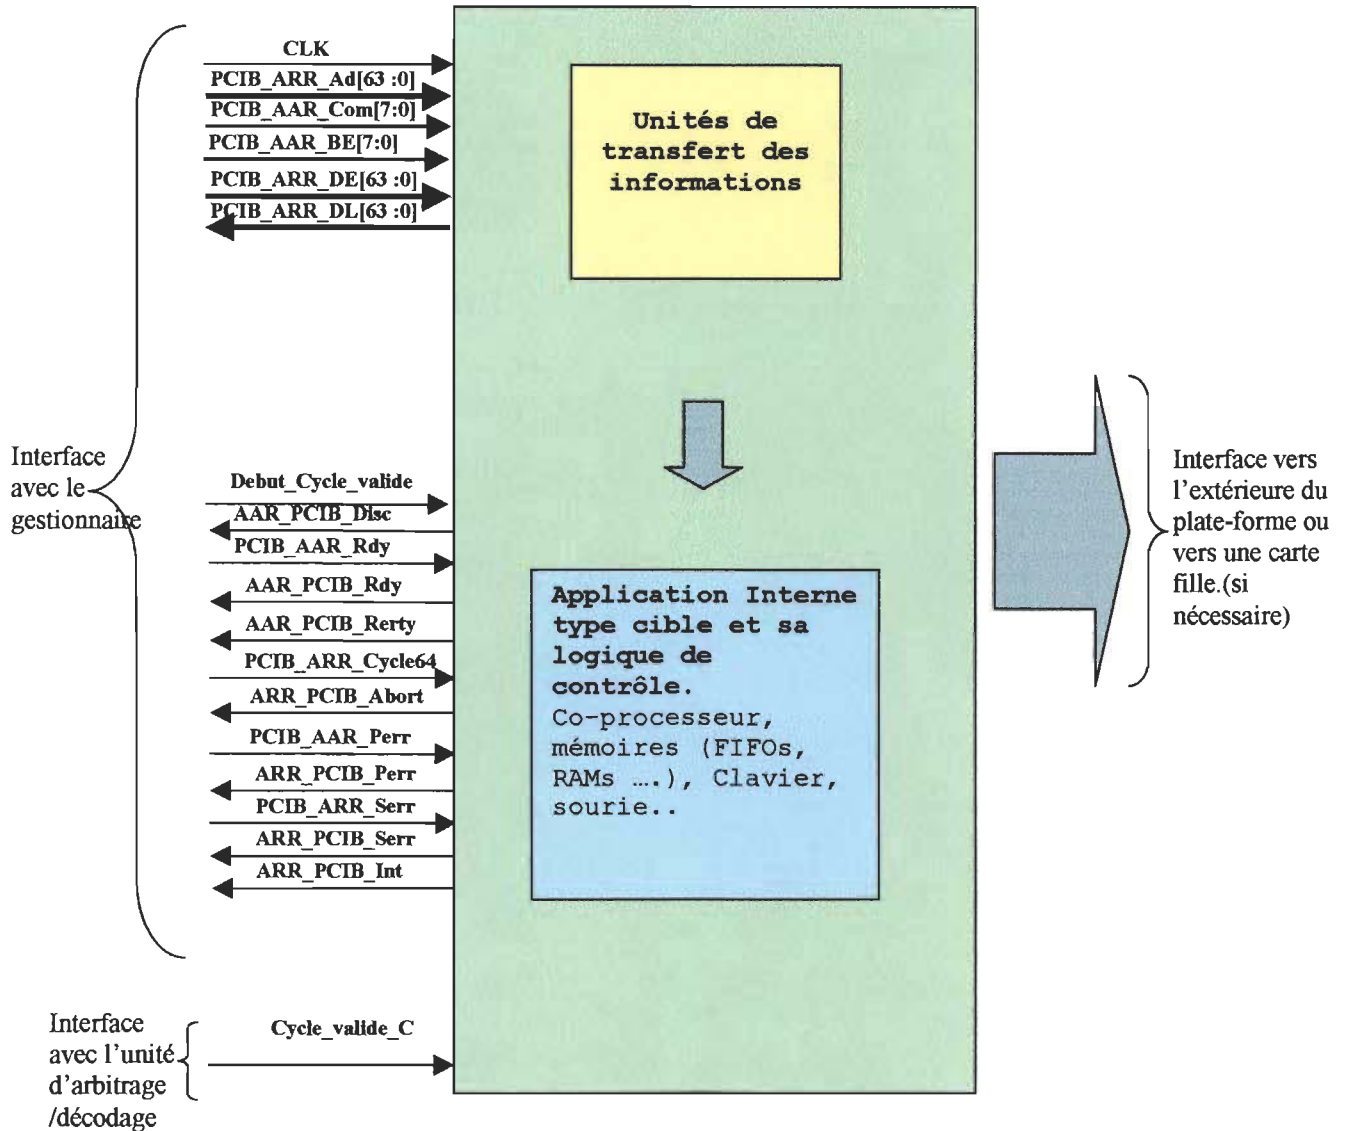 CLK
PCIB_ARR_Ad[63 :0]
PCIB_AAR_Com[7:0]
PCIB_AAR_BE[7:0]
PCIB_ARR_DE[63 :0]
PCIB_ARR_DL[63 :0]
Unités de
transfert des
informations
Interface
avec le
gestionnaire
Debut_Cycle_valide
AAR_PCIB_Disc
PCIB_AAR_Rdy
AAR_PCIB_Rdy
AAR_PCIB_Rerty
PCIB_ARR_Cycle64
ARR_PCIB_Abort
PCIB_AAR_Perr
ARR_PCIB_Perr
PCIB_ARR_Serr
ARR_PCIB_Serr
ARR_PCIB_Int
Application Interne
type cible et sa
logique de
contrôle.
Co-processeur,
mémoires (FIFOs,
RAMs ….), Clavier,
sourie..
Interface vers
l'extérieure du
plate-forme ou
vers une carte
fille.(si
nécessaire)
Interface
avec l'unité
d'arbitrage
/décodage
Cycle_valide_C